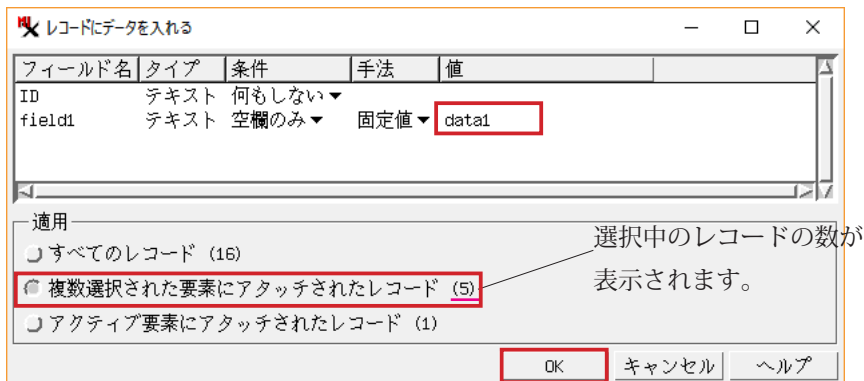 レコードにデータを入れる
フィールド名 タイプ 条件 手法 値
ID テキスト 何もしない▼
field1 テキスト 空欄のみ▼ 固定値▼ data1
適用
すべてのレコード (16)
複数選択された要素にアタッチされたレコード (5)
アクティブ要素にアタッチされたレコード (1)
選択中のレコードの数が
表示されます。
OK キャンセル ヘルプ